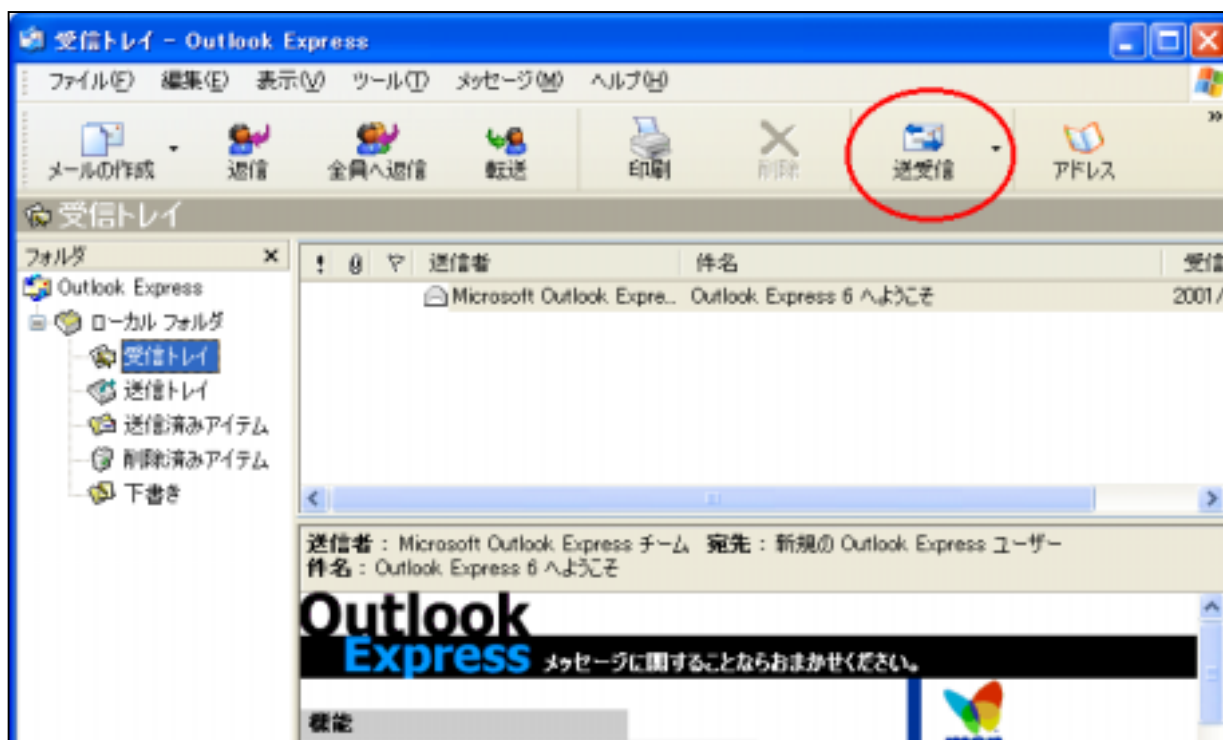 受信トレイ - Outlook Express
ファイル(F) 編集(E) 表示(V) ツール(T) メッセージ(M) ヘルプ(H)
メールの作成 返信 全員へ返信 転送 印刷 削除 送受信 アドレス »
受信トレイ
フォルダ ×
Outlook Express
ローカル フォルダ
受信トレイ
送信トレイ
送信済みアイテム
削除済みアイテム
下書き
! 送信者 件名 受信
Microsoft Outlook Expre... Outlook Express 6 へようこそ 2001/
送信者 : Microsoft Outlook Express チーム 宛先 : 新規の Outlook Express ユーザー
件名 : Outlook Express 6 へようこそ
Outlook
Express メッセージに関することならおまかせください。
機能
msn